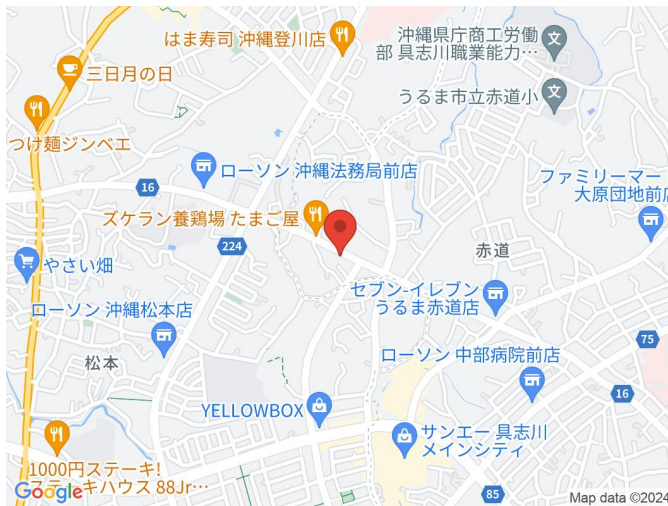 はま寿司 沖縄登川店
沖縄県庁商工労働
部 具志川職業能力…
三日月の日
うるま市立赤道小
つけ麺ジンベエ
ローソン 沖縄法務局前店
ファミリーマー
大原団地前店
16
ズケラン養鶏場 たまご屋
224
赤道
やさい畑
セブン-イレブン
うるま赤道店
ローソン 沖縄松本店
75
松本
ローソン 中部病院前店
16
YELLOWBOX
サンエー 具志川
メインシティ
1000円ステーキ!
ステーキハウス 88Jr…
Google
85
Map data ©2024